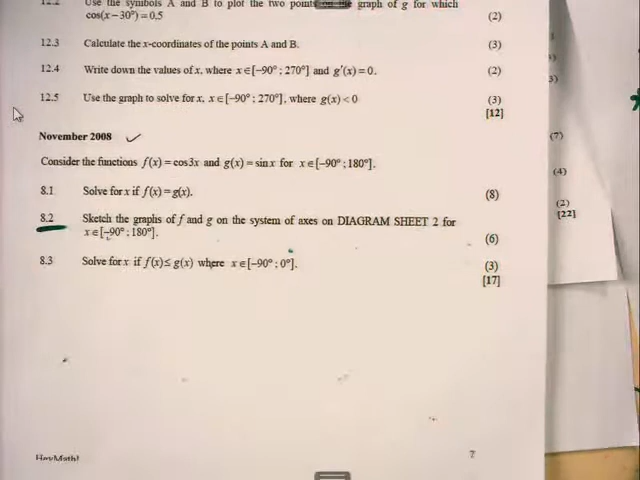 12.2 Use the symbols A and B to plot the two points on the graph of g for which
cos(x−30°)=0,5 (2)
12.3 Calculate the x-coordinates of the points A and B. (3)
12.4 Write down the values of x, where x∈[−90°; 270°] and g′(x)=0. (2)
12.5 Use the graph to solve for x, x∈[−90°; 270°], where g(x)<0 (3)
[12]
November 2008
Consider the functions f(x)=cos3x and g(x)=sinx for x∈[−90°;180°].
8.1 Solve for x if f(x)=g(x). (8)
8.2 Sketch the graphs of f and g on the system of axes on DIAGRAM SHEET 2 for
x∈[−90°;180°]. (6)
8.3 Solve for x if f(x)≤g(x) where x∈[−90°;0°]. (3)
[17]
HeyMath!
7
3)
(7)
(4)
(2)
[22]